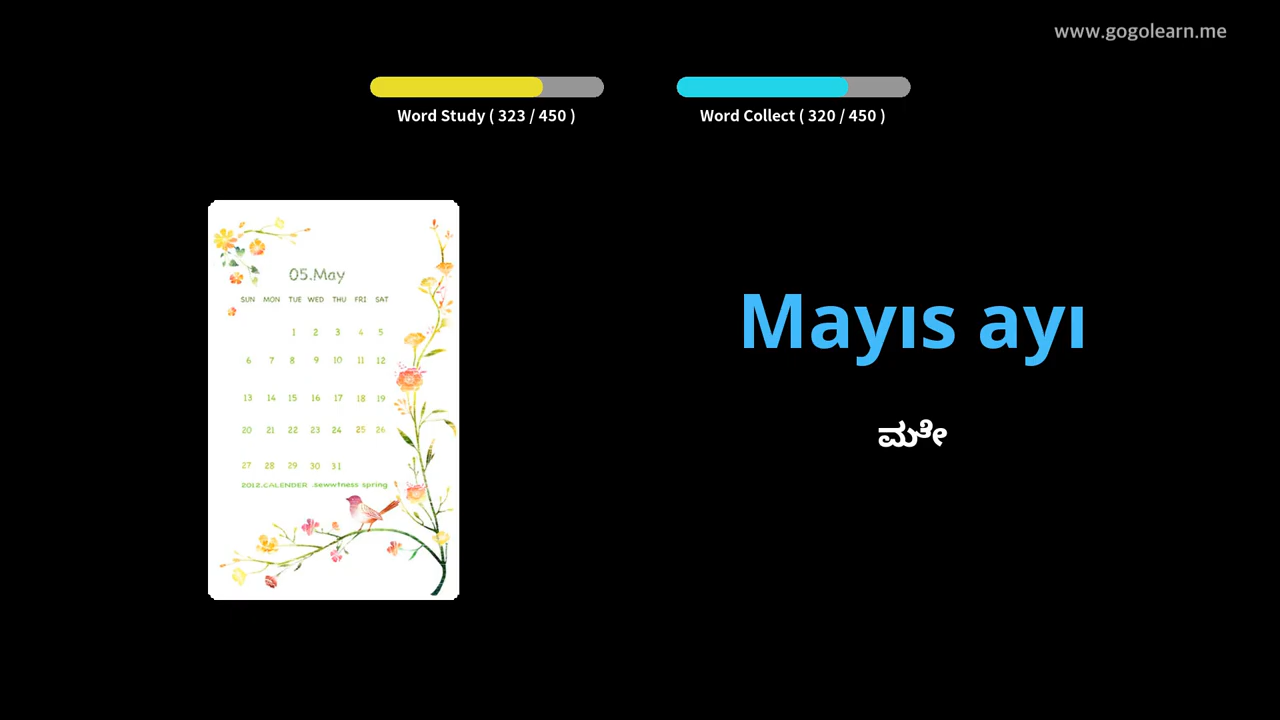 www.gogolearn.me
Word Study ( 323 / 450 )
Word Collect ( 320 / 450 )
05.May
SUN MON TUE WED THU FRI SAT
1 2 3 4 5
6 7 8 9 10 11 12
13 14 15 16 17 18 19
20 21 22 23 24 25 26
27 28 29 30 31
2012.CALENDER .sewwtness spring
Mayıs ayı
ಮೇ